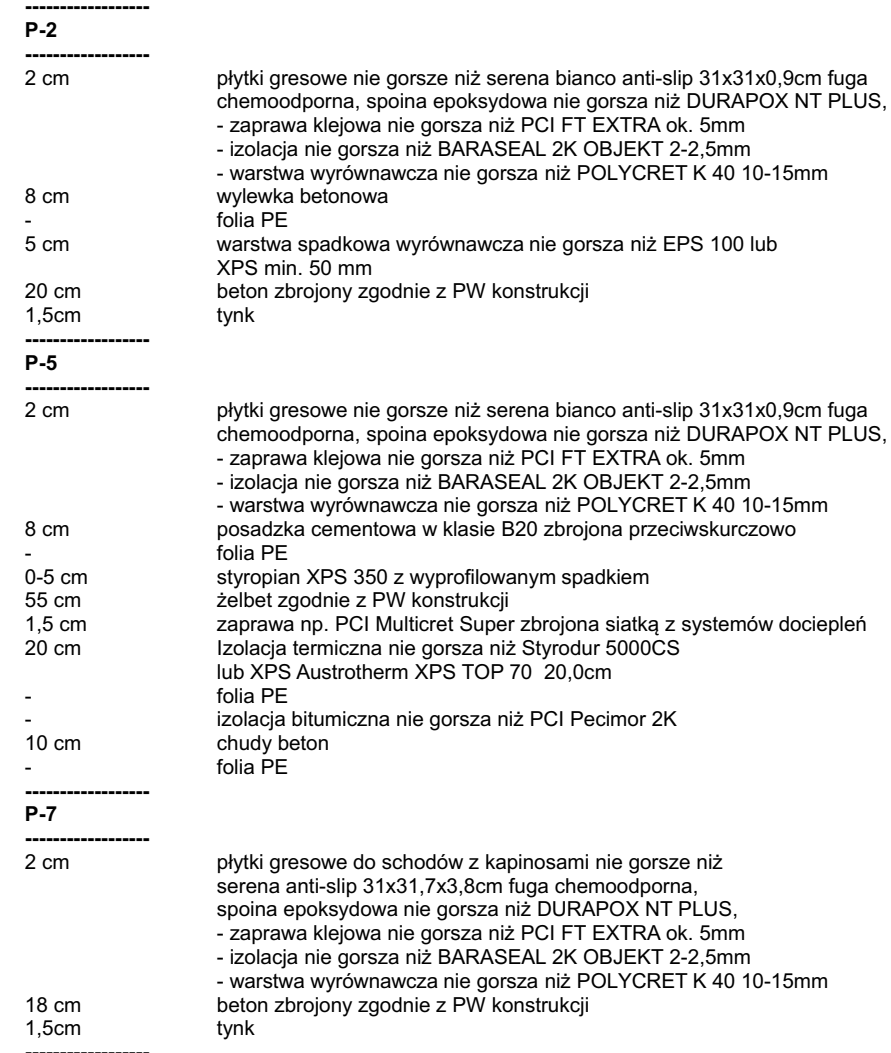 ------------------
P-2
------------------
2 cm płytki gresowe nie gorsze niż serena bianco anti-slip 31x31x0,9cm fuga
chemoodporna, spoina epoksydowa nie gorsza niż DURAPOX NT PLUS,
- zaprawa klejowa nie gorsza niż PCI FT EXTRA ok. 5mm
- izolacja nie gorsza niż BARASEAL 2K OBJEKT 2-2,5mm
- warstwa wyrównawcza nie gorsza niż POLYCRET K 40 10-15mm
8 cm wylewka betonowa
- folia PE
5 cm warstwa spadkowa wyrównawcza nie gorsza niż EPS 100 lub
XPS min. 50 mm
20 cm beton zbrojony zgodnie z PW konstrukcji
1,5cm tynk
------------------
P-5
------------------
2 cm płytki gresowe nie gorsze niż serena bianco anti-slip 31x31x0,9cm fuga
chemoodporna, spoina epoksydowa nie gorsza niż DURAPOX NT PLUS,
- zaprawa klejowa nie gorsza niż PCI FT EXTRA ok. 5mm
- izolacja nie gorsza niż BARASEAL 2K OBJEKT 2-2,5mm
- warstwa wyrównawcza nie gorsza niż POLYCRET K 40 10-15mm
8 cm posadzka cementowa w klasie B20 zbrojona przeciwskurczowo
- folia PE
0-5 cm styropian XPS 350 z wyprofilowanym spadkiem
55 cm żelbet zgodnie z PW konstrukcji
1,5 cm zaprawa np. PCI Multicret Super zbrojona siatką z systemów dociepleń
20 cm Izolacja termiczna nie gorsza niż Styrodur 5000CS
lub XPS Austrotherm XPS TOP 70 20,0cm
- folia PE
- izolacja bitumiczna nie gorsza niż PCI Pecimor 2K
10 cm chudy beton
- folia PE
------------------
P-7
------------------
2 cm płytki gresowe do schodów z kapinosami nie gorsze niż
serena anti-slip 31x31,7x3,8cm fuga chemoodporna,
spoina epoksydowa nie gorsza niż DURAPOX NT PLUS,
- zaprawa klejowa nie gorsza niż PCI FT EXTRA ok. 5mm
- izolacja nie gorsza niż BARASEAL 2K OBJEKT 2-2,5mm
- warstwa wyrównawcza nie gorsza niż POLYCRET K 40 10-15mm
18 cm beton zbrojony zgodnie z PW konstrukcji
1,5cm tynk
------------------